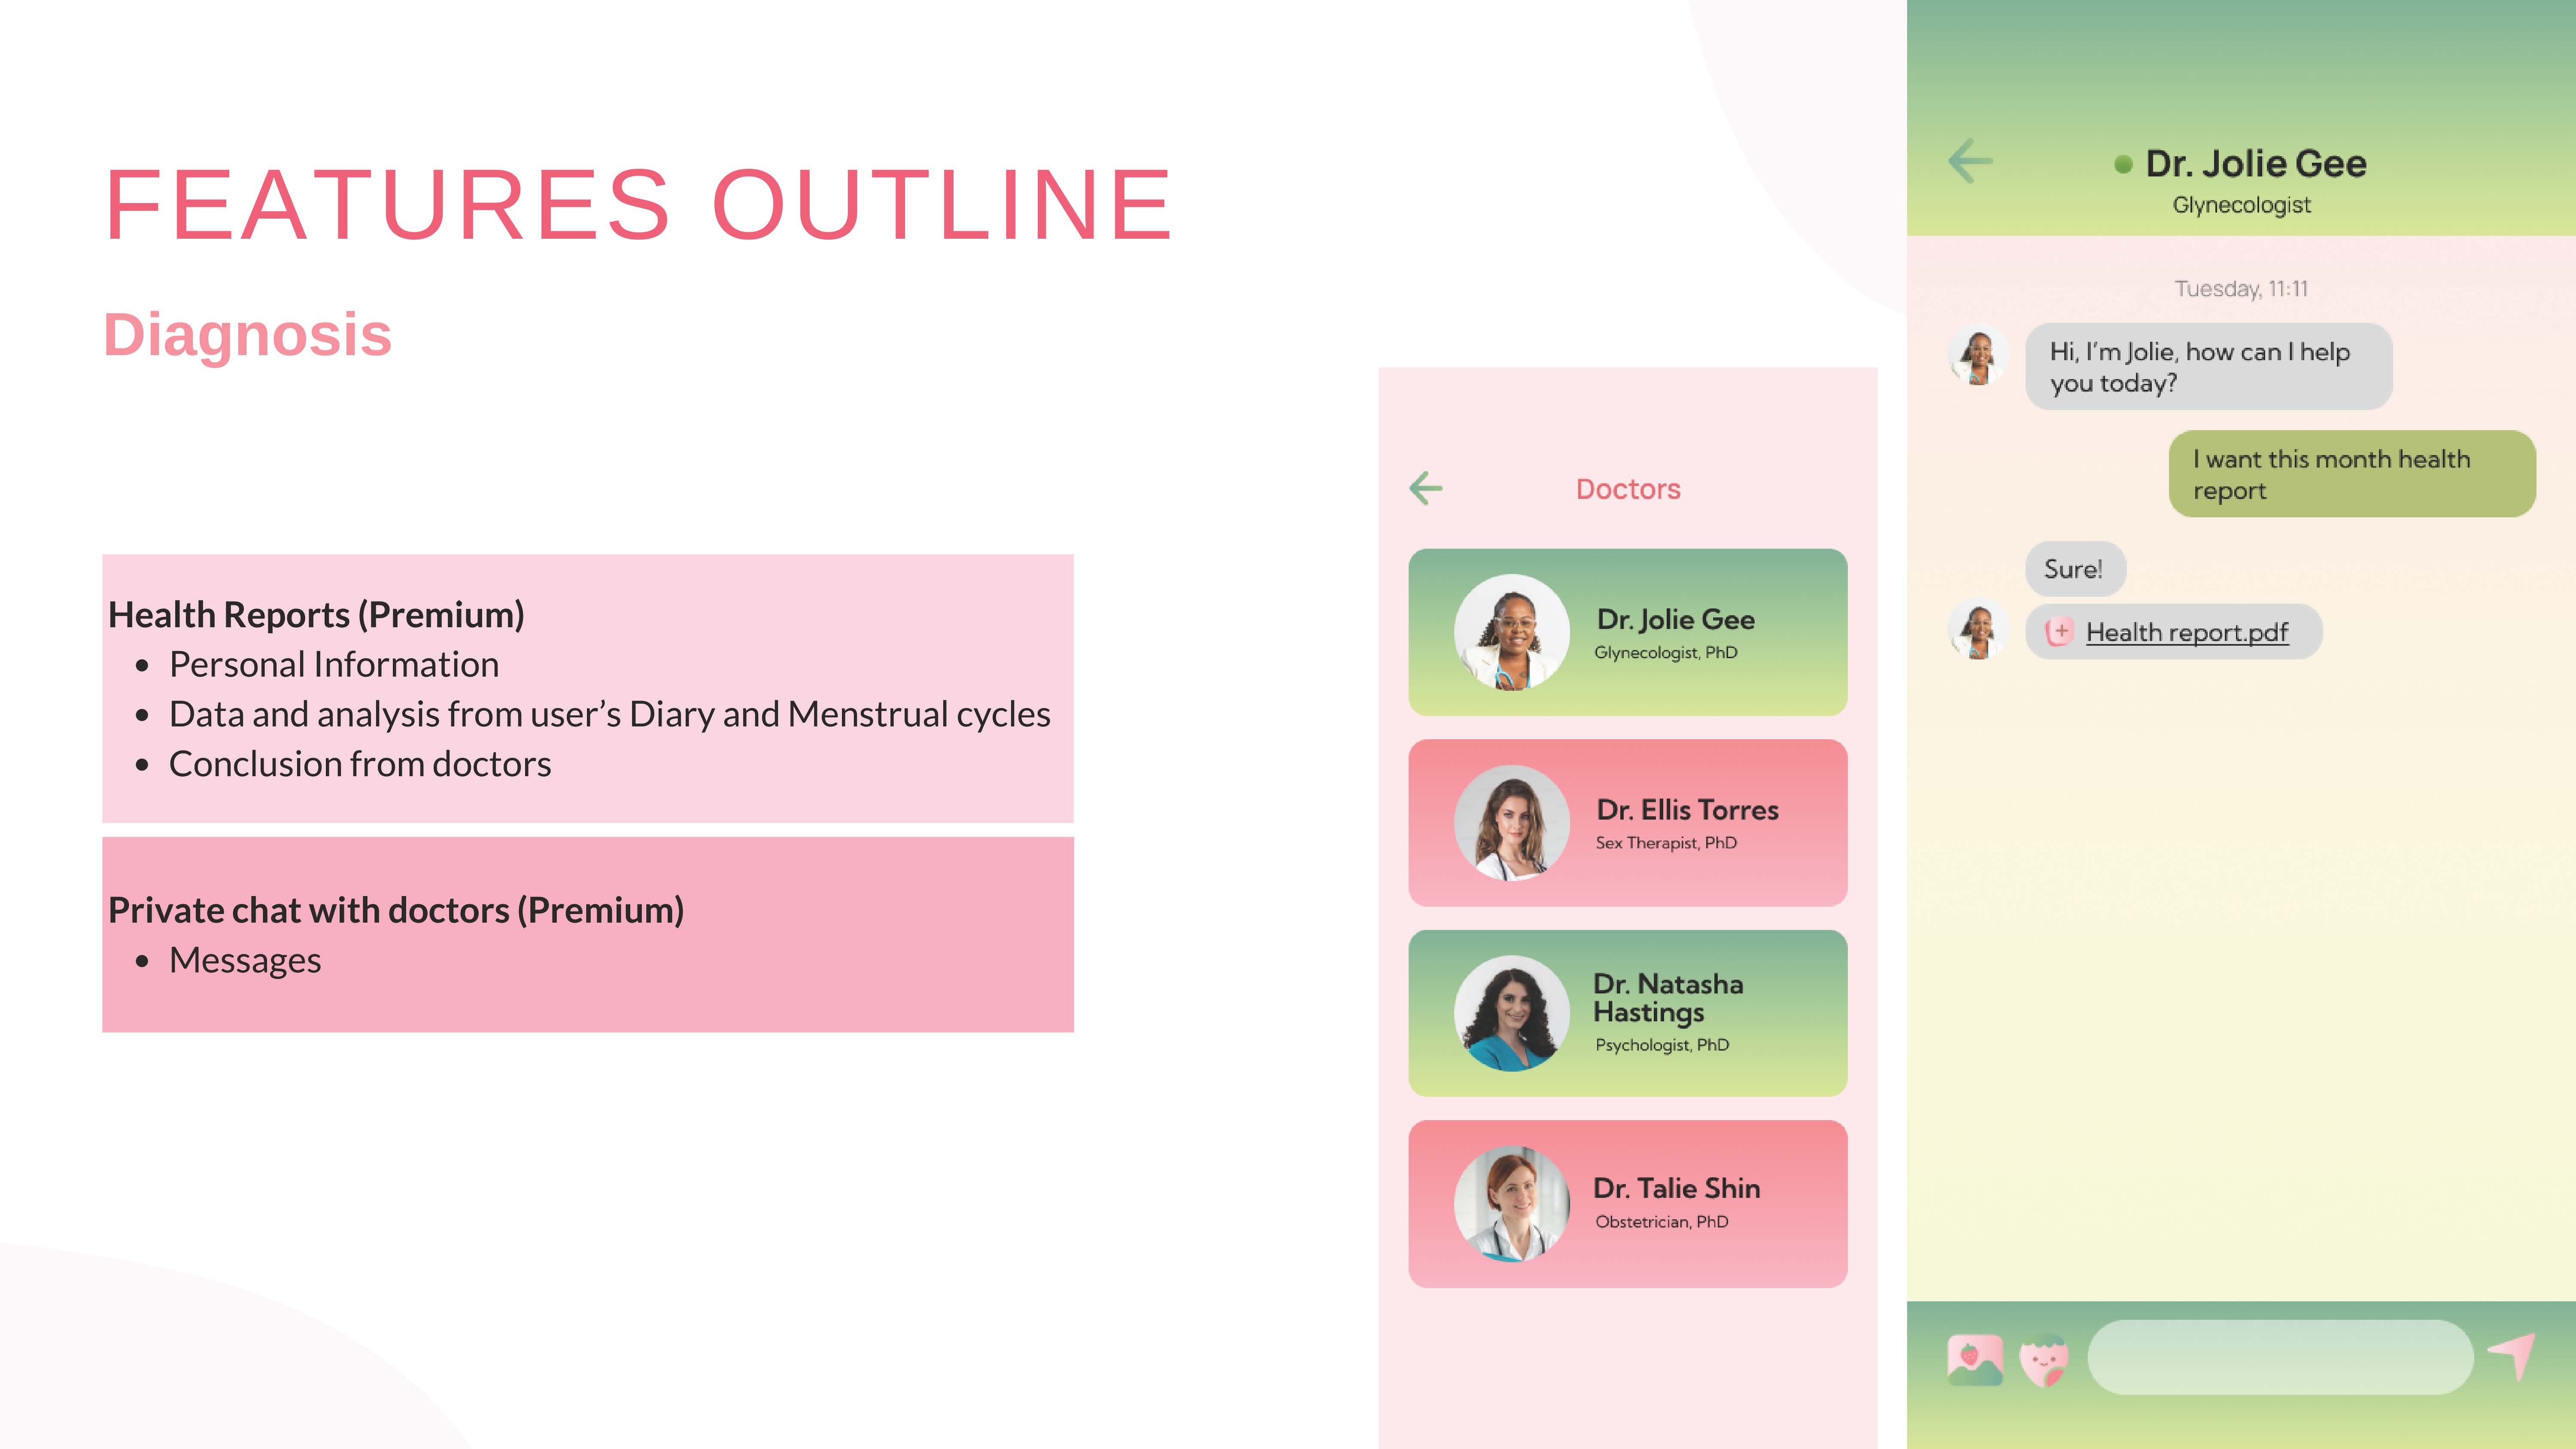 FEATURES OUTLINE
Diagnosis
Health Reports (Premium)
• Personal Information
• Data and analysis from user’s Diary and Menstrual cycles
• Conclusion from doctors
Private chat with doctors (Premium)
• Messages
Doctors
Dr. Jolie Gee
Glynecologist, PhD
Dr. Ellis Torres
Sex Therapist, PhD
Dr. Natasha
Hastings
Psychologist, PhD
Dr. Talie Shin
Obstetrician, PhD
Dr. Jolie Gee
Glynecologist
Tuesday, 11:11
Hi, I’m Jolie, how can I help
you today?
I want this month health
report
Sure!
Health report.pdf